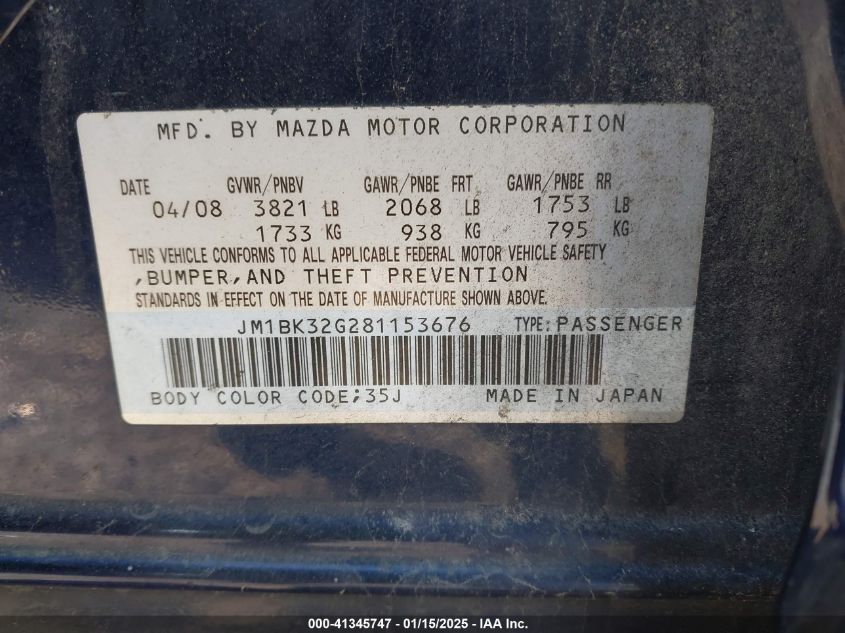 MFD. BY MAZDA MOTOR CORPORATION
DATE GVWR/PNBV GAWR/PNBE FRT GAWR/PNBE RR
04/08 3821 LB 2068 LB 1753 LB
1733 KG 938 KG 795 KG
THIS VEHICLE CONFORMS TO ALL APPLICABLE FEDERAL MOTOR VEHICLE SAFETY
,BUMPER,AND THEFT PREVENTION
STANDARDS IN EFFECT ON THE DATE OF MANUFACTURE SHOWN ABOVE.
JM1BK32G281153676 TYPE:PASSENGER
BODY COLOR CODE;35J MADE IN JAPAN
000-41345747 - 01/15/2025 - IAA Inc.